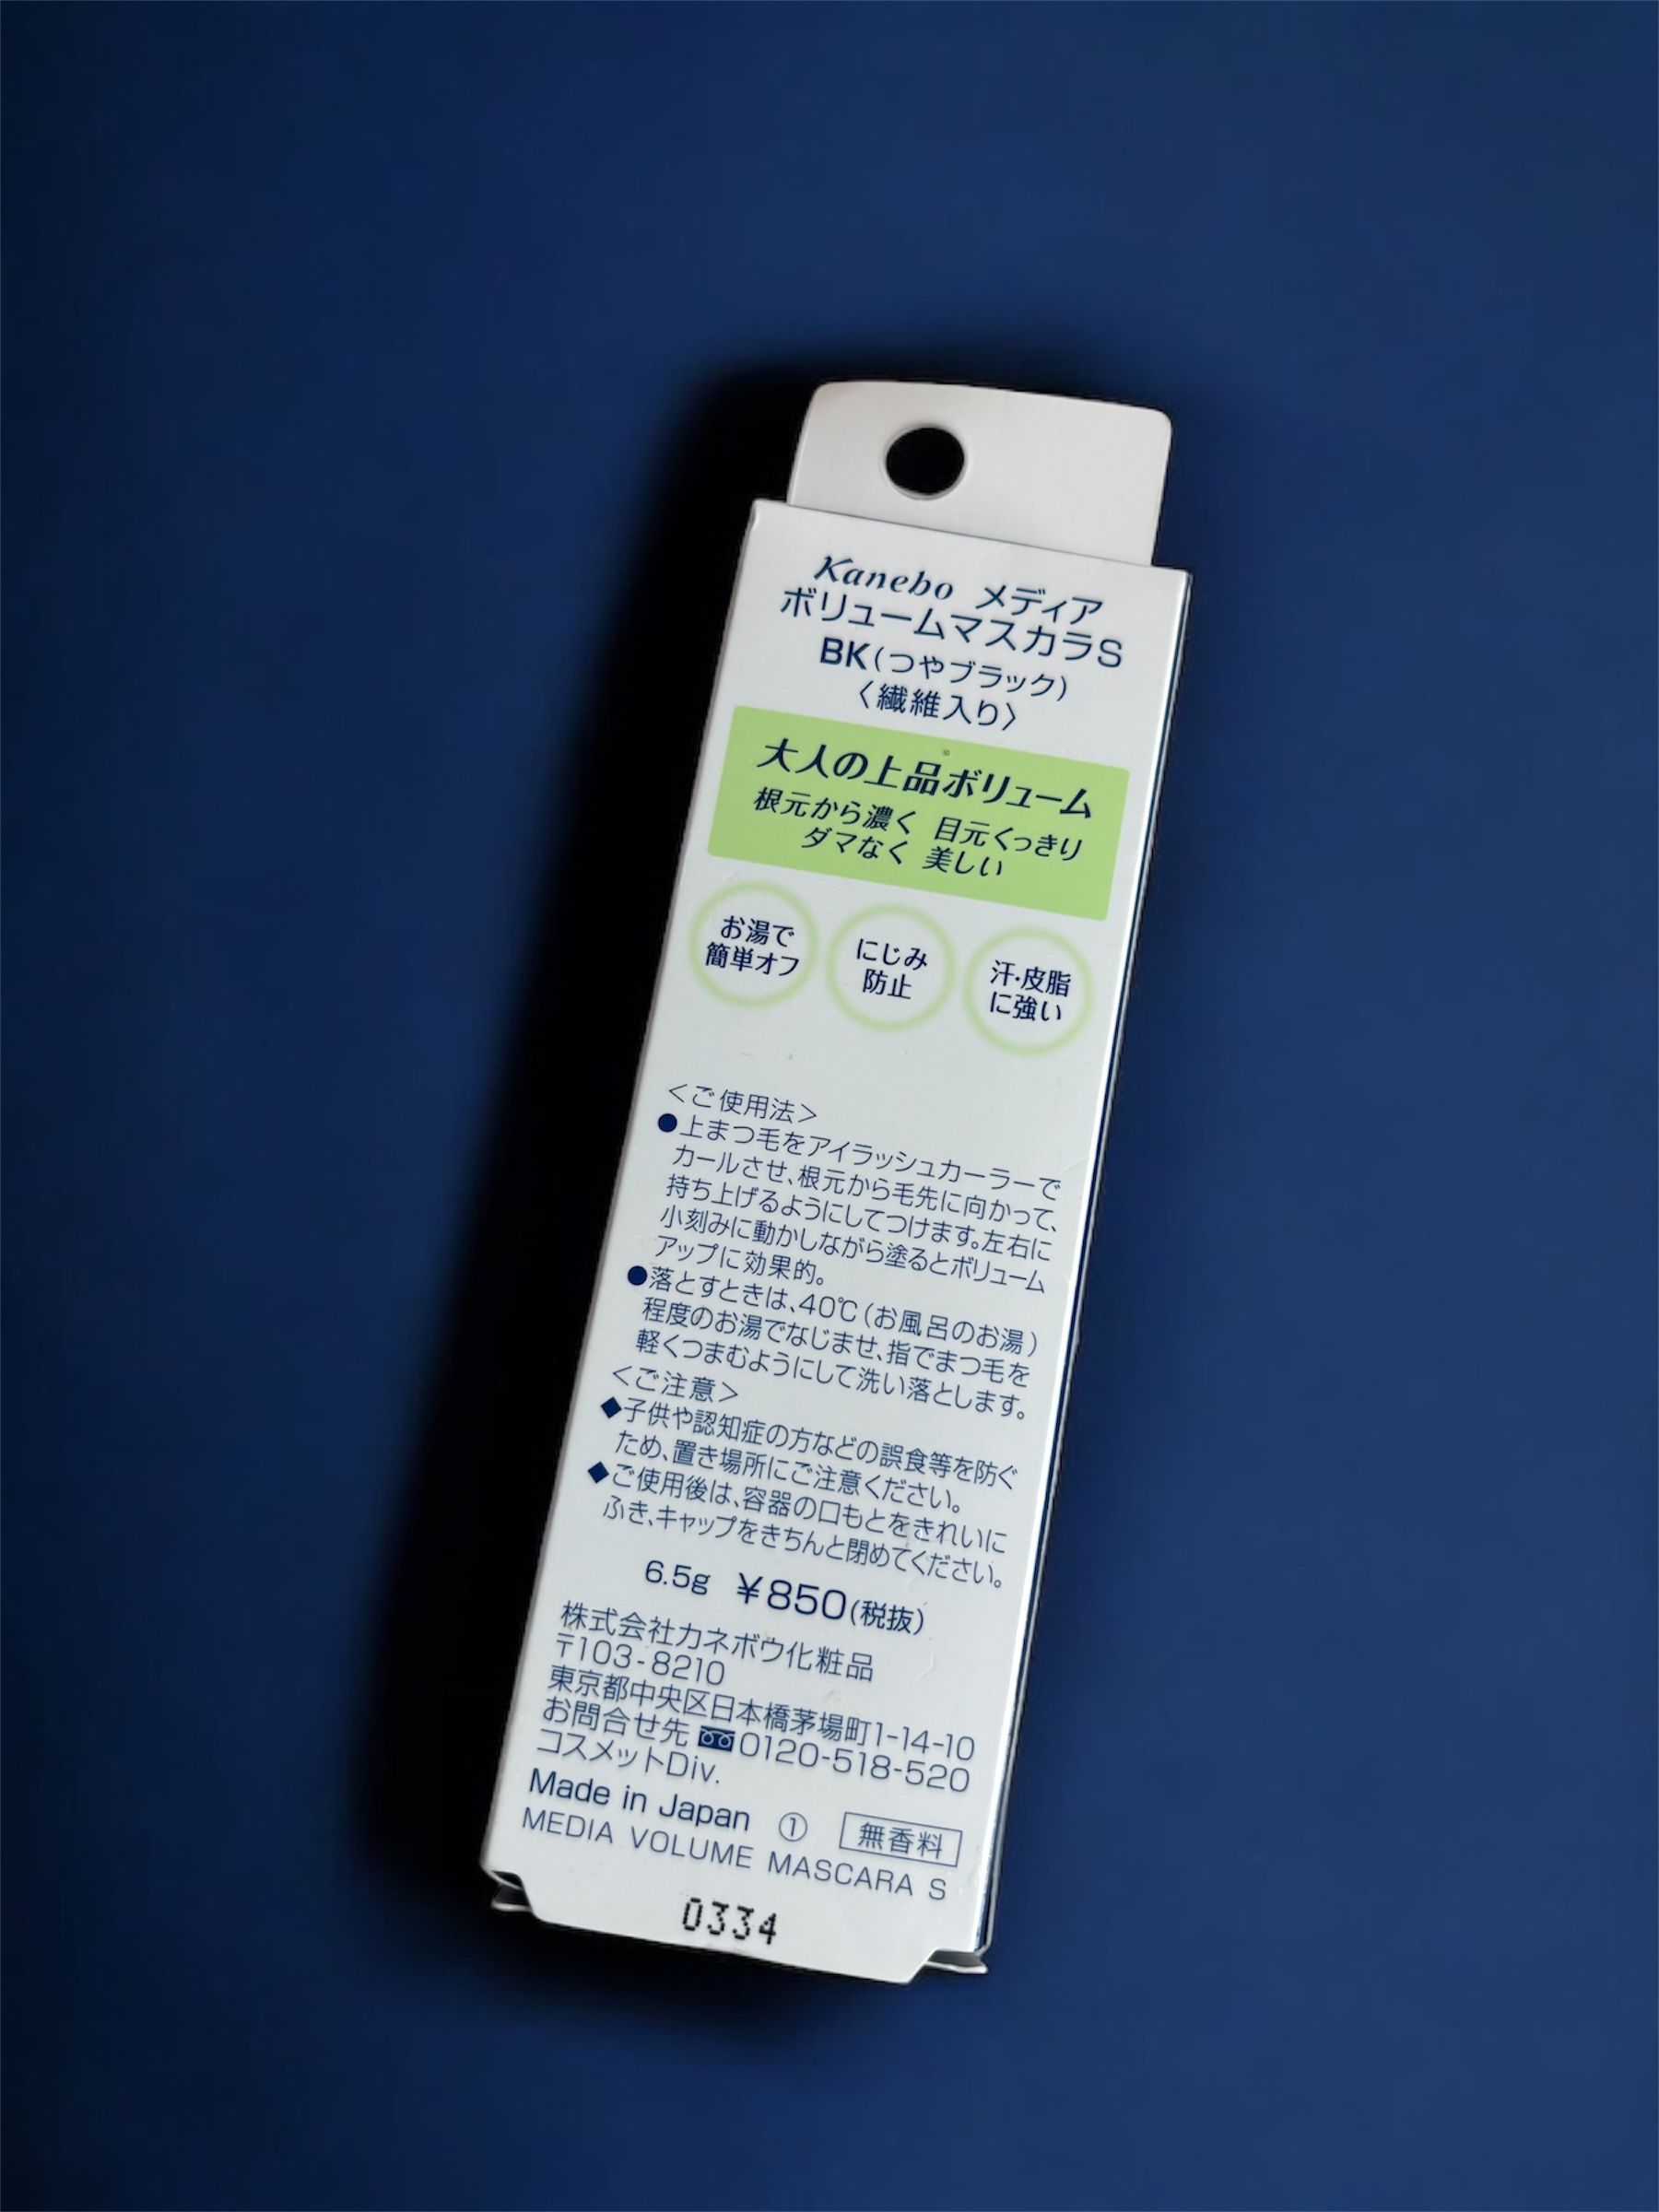 Kanebo メディア
ボリュームマスカラS
BK(つやブラック)
〈繊維入り〉
大人の上品ボリューム
根元から濃く 目元くっきり
ダマなく 美しい
お湯で
簡単オフ
にじみ
防止
汗・皮脂
に強い
＜ご使用法＞
●上まつ毛をアイラッシュカーラーで
カールさせ、根元から毛先に向かって、
持ち上げるようにしてつけます。左右に
小刻みに動かしながら塗るとボリューム
アップに効果的。
●落とすときは、40℃(お風呂のお湯)
程度のお湯でなじませ、指でまつ毛を
軽くつまむようにして洗い落とします。
＜ご注意＞
◆子供や認知症の方などの誤食等を防ぐ
ため、置き場所にご注意ください。
◆ご使用後は、容器の口もとをきれいに
ふき、キャップをきちんと閉めてください。
6.5g ¥850(税抜)
株式会社カネボウ化粧品
〒103-8210
東京都中央区日本橋茅場町1-14-10
お問合せ先 0120-518-520
コスメットDiv.
Made in Japan ① 無香料
MEDIA VOLUME MASCARA S
0334